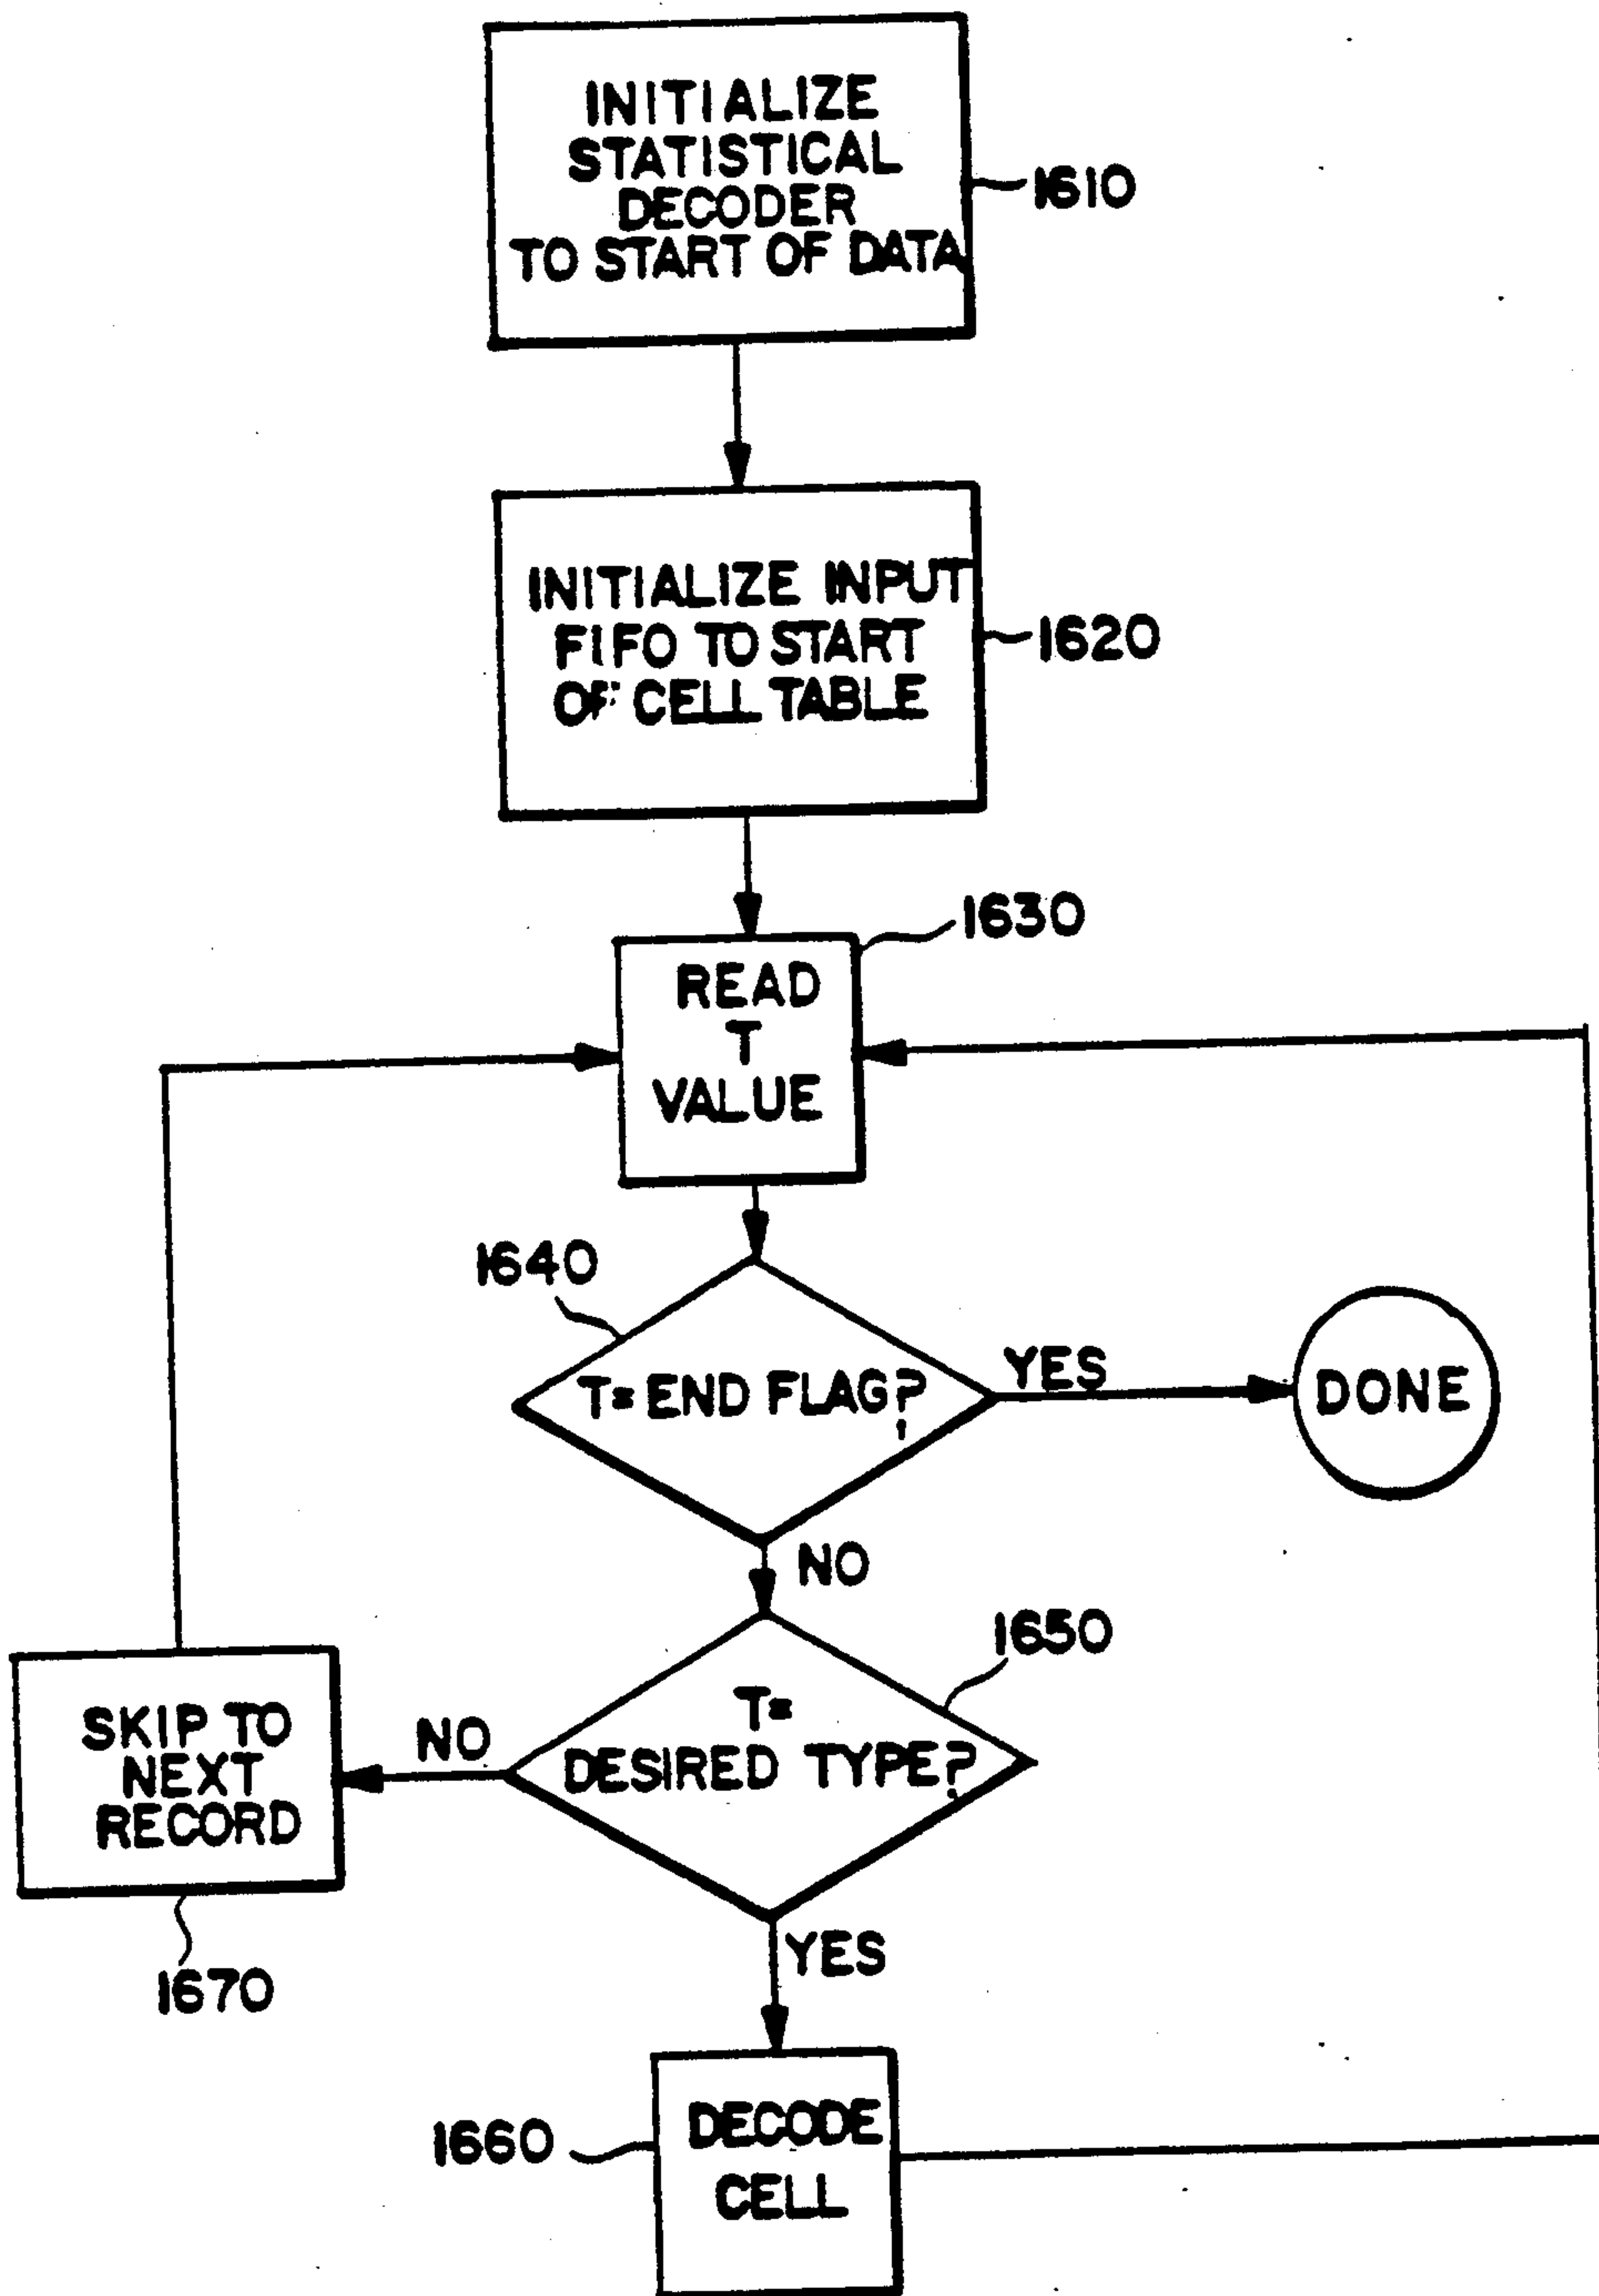 INITIALIZE
STATISTICAL
DECODER
TO START OF DATA
1610
INITIALIZE INPUT
FIFO TO START
OF CELL TABLE
1620
1630
READ
T
VALUE
1640
T= END FLAG?
YES
DONE
NO
1650
T=
DESIRED TYPE?
NO
SKIP TO
NEXT
RECORD
1670
YES
1660
DECODE
CELL